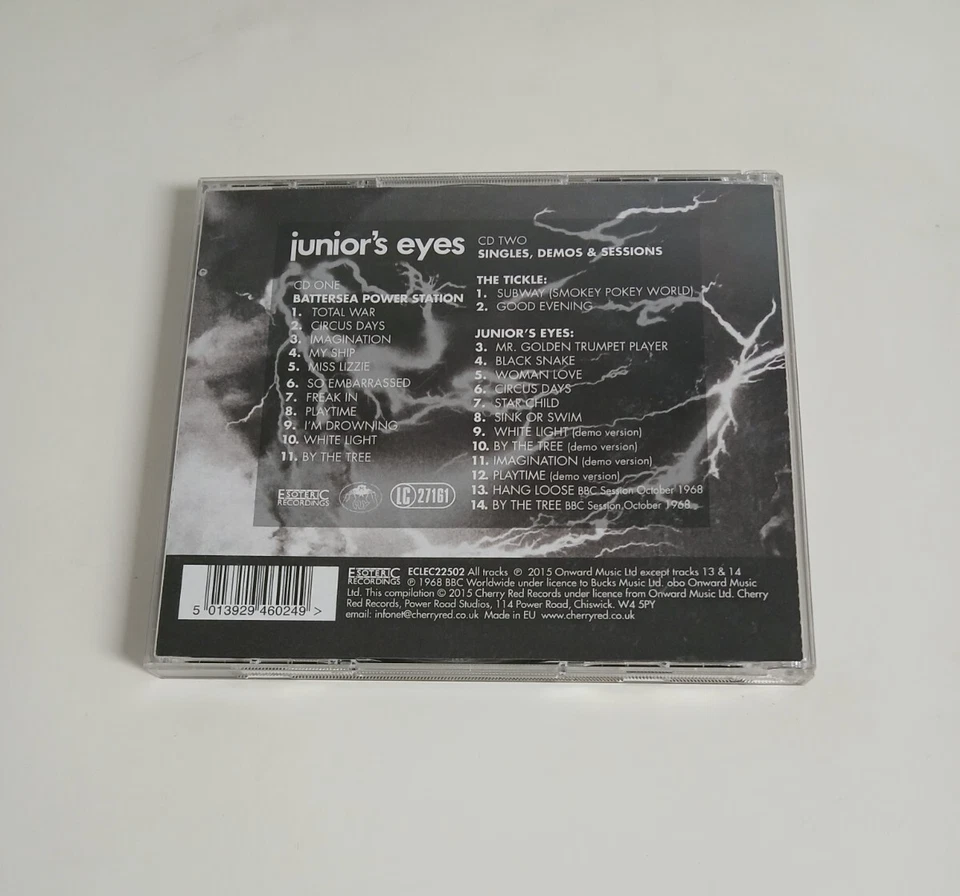 junior's eyes
CD ONE
BATTERSEA POWER STATION
1. TOTAL WAR
2. CIRCUS DAYS
3. IMAGINATION
4. MY SHIP
5. MISS LIZZIE
6. SO EMBARRASSED
7. FREAK IN
8. PLAYTIME
9. I'M DROWNING
10. WHITE LIGHT
11. BY THE TREE
CD TWO
SINGLES, DEMOS & SESSIONS
THE TICKLE:
1. SUBWAY (SMOKEY POKEY WORLD)
2. GOOD EVENING
JUNIOR'S EYES:
3. MR. GOLDEN TRUMPET PLAYER
4. BLACK SNAKE
5. WOMAN LOVE
6. CIRCUS DAYS
7. STAR CHILD
8. SINK OR SWIM
9. WHITE LIGHT (demo version)
10. BY THE TREE (demo version)
11. IMAGINATION (demo version)
12. PLAYTIME (demo version)
13. HANG LOOSE BBC Session October 1968
14. BY THE TREE BBC Session October 1968
ESOTERIC
RECORDINGS
LC 27161
5 013929 460249 >
ESOTERIC
RECORDINGS
ECLEC22502 All tracks ℗ 2015 Onward Music Ltd except tracks 13 & 14
℗ 1968 BBC Worldwide under licence to Bucks Music Ltd. obo Onward Music
Ltd. This compilation © 2015 Cherry Red Records under licence from Onward Music Ltd. Cherry
Red Records, Power Road Studios, 114 Power Road, Chiswick. W4 5PY
email: infonet@cherryred.co.uk Made in EU www.cherryred.co.uk